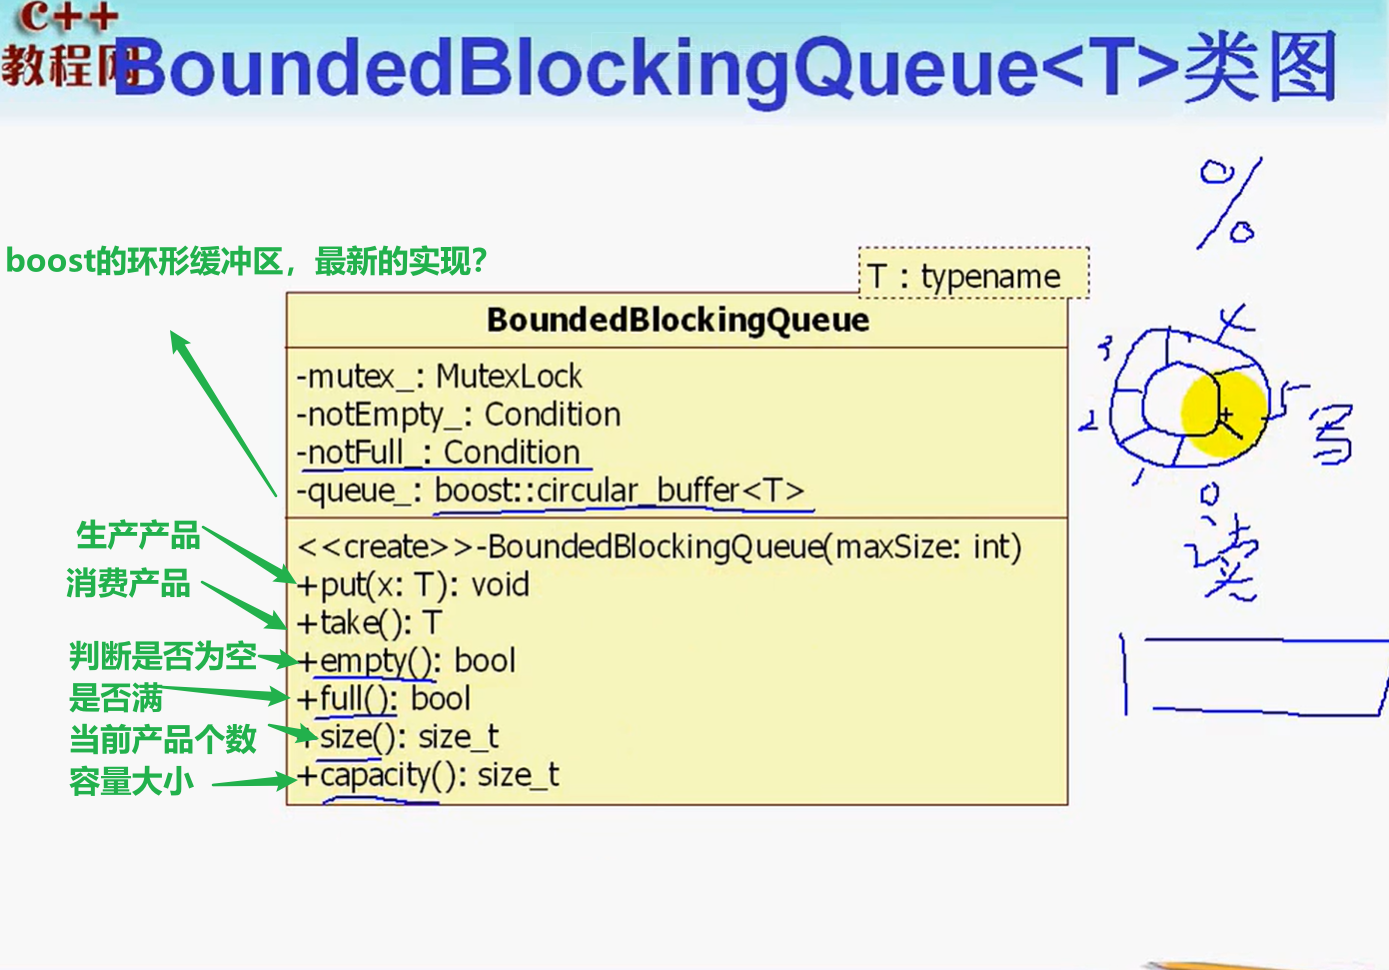 c++
教程网
BoundedBlockingQueue<T>类图
%
boost的环形缓冲区，最新的实现？
T : typename
BoundedBlockingQueue
-mutex_: MutexLock
-notEmpty_: Condition
-notFull_: Condition
-queue_: boost::circular_buffer<T>
<<create>>-BoundedBlockingQueue(maxSize: int)
生产产品
+put(x: T): void
消费产品
+take(): T
判断是否为空
+empty(): bool
是否满
+full(): bool
当前产品个数
+size(): size_t
容量大小
+capacity(): size_t
3
4
2
5
写
1
0
读